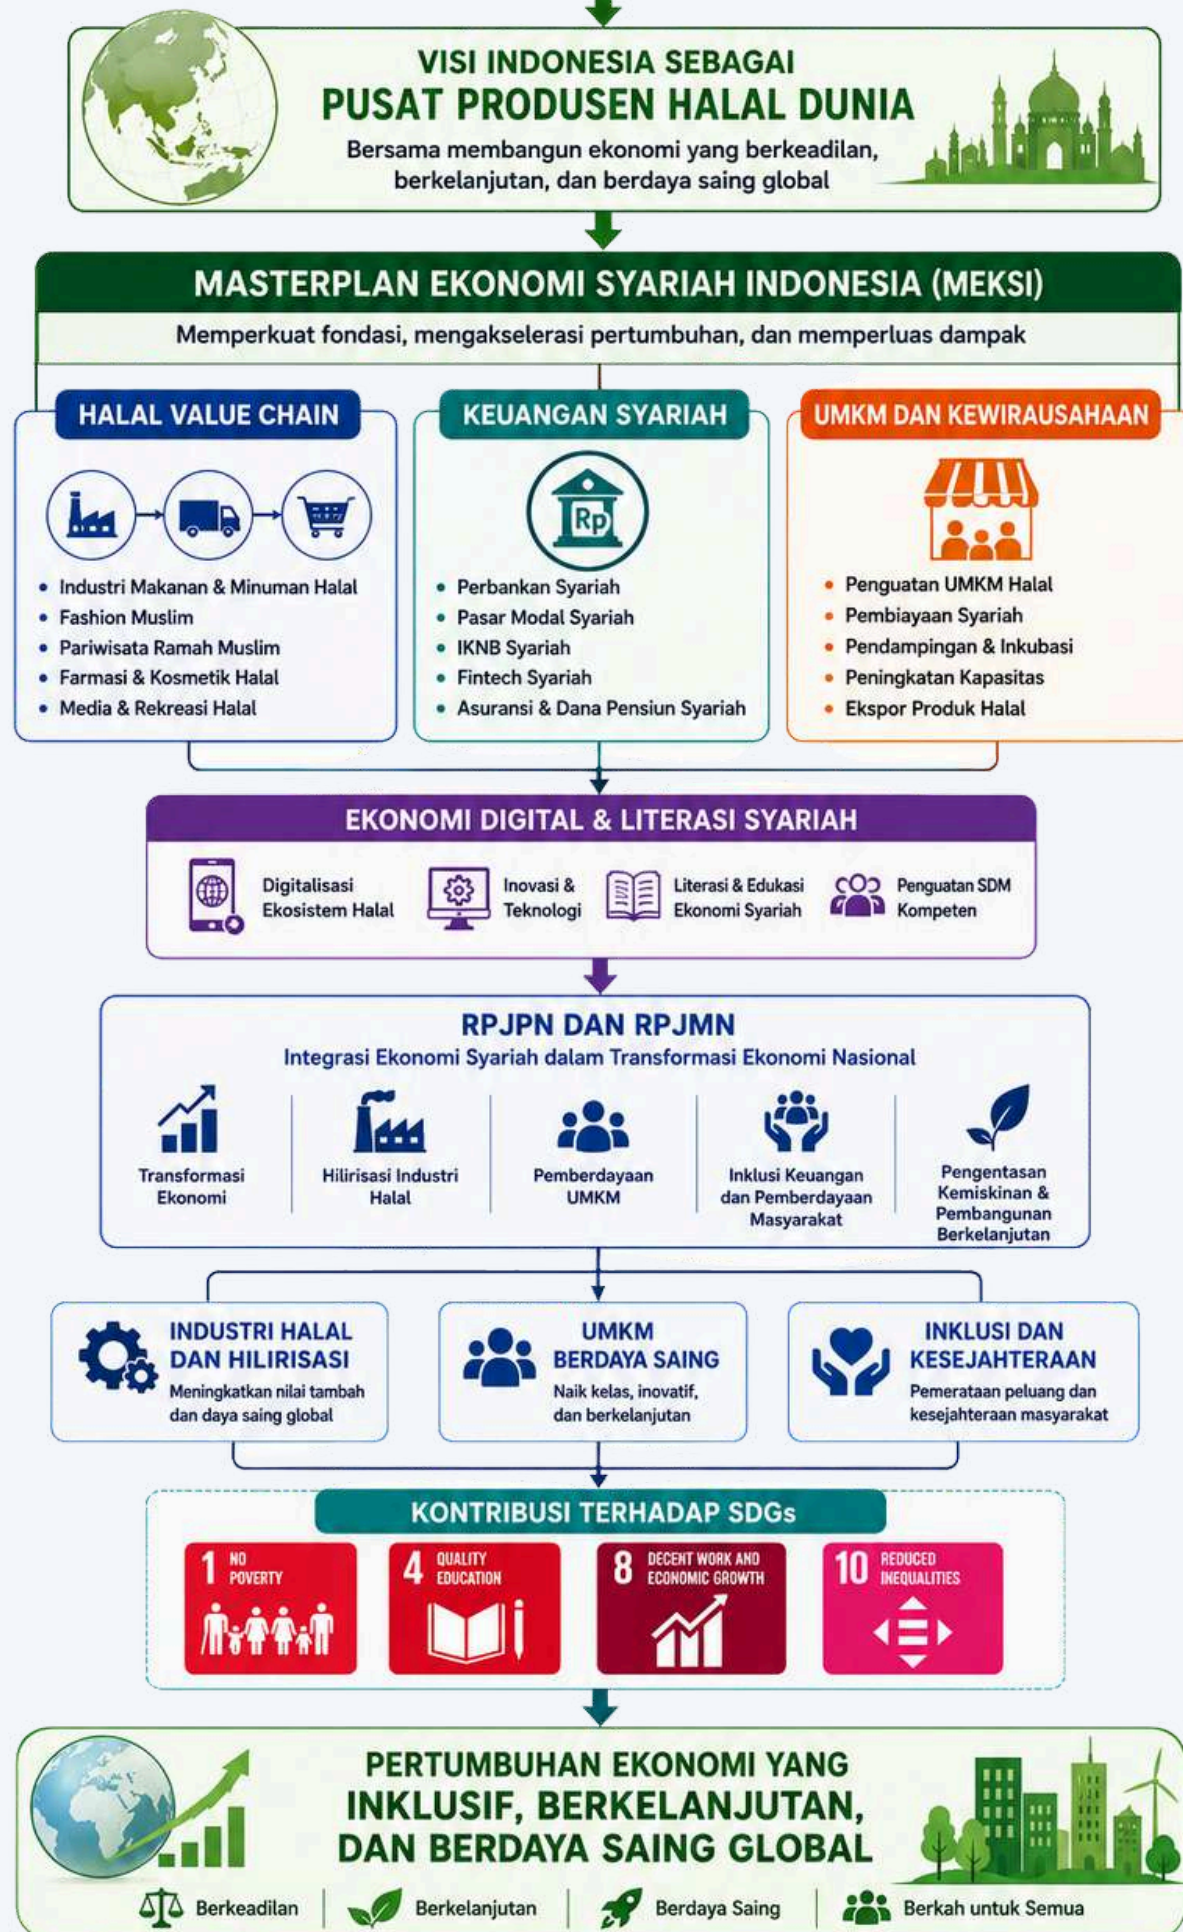 VISI INDONESIA SEBAGAI
PUSAT PRODUSEN HALAL DUNIA
Bersama membangun ekonomi yang berkeadilan,
berkelanjutan, dan berdaya saing global
MASTERPLAN EKONOMI SYARIAH INDONESIA (MEKSI)
Memperkuat fondasi, mengakselerasi pertumbuhan, dan memperluas dampak
HALAL VALUE CHAIN
• Industri Makanan & Minuman Halal
• Fashion Muslim
• Pariwisata Ramah Muslim
• Farmasi & Kosmetik Halal
• Media & Rekreasi Halal
KEUANGAN SYARIAH
Rp
• Perbankan Syariah
• Pasar Modal Syariah
• IKNB Syariah
• Fintech Syariah
• Asuransi & Dana Pensiun Syariah
UMKM DAN KEWIRAUSAHAAN
• Penguatan UMKM Halal
• Pembiayaan Syariah
• Pendampingan & Inkubasi
• Peningkatan Kapasitas
• Ekspor Produk Halal
EKONOMI DIGITAL & LITERASI SYARIAH
Digitalisasi
Ekosistem Halal
Inovasi &
Teknologi
Literasi & Edukasi
Ekonomi Syariah
Penguatan SDM
Kompeten
RPJPN DAN RPJMN
Integrasi Ekonomi Syariah dalam Transformasi Ekonomi Nasional
Transformasi
Ekonomi
Hilirisasi Industri
Halal
Pemberdayaan
UMKM
Inklusi Keuangan
dan Pemberdayaan
Masyarakat
Pengentasan
Kemiskinan &
Pembangunan
Berkelanjutan
INDUSTRI HALAL
DAN HILIRISASI
Meningkatkan nilai tambah
dan daya saing global
UMKM
BERDAYA SAING
Naik kelas, inovatif,
dan berkelanjutan
INKLUSI DAN
KESEJAHTERAAN
Pemerataan peluang dan
kesejahteraan masyarakat
KONTRIBUSI TERHADAP SDGs
1 NO
POVERTY
4 QUALITY
EDUCATION
8 DECENT WORK AND
ECONOMIC GROWTH
10 REDUCED
INEQUALITIES
PERTUMBUHAN EKONOMI YANG
INKLUSIF, BERKELANJUTAN,
DAN BERDAYA SAING GLOBAL
Berkeadilan
Berkelanjutan
Berdaya Saing
Berkah untuk Semua